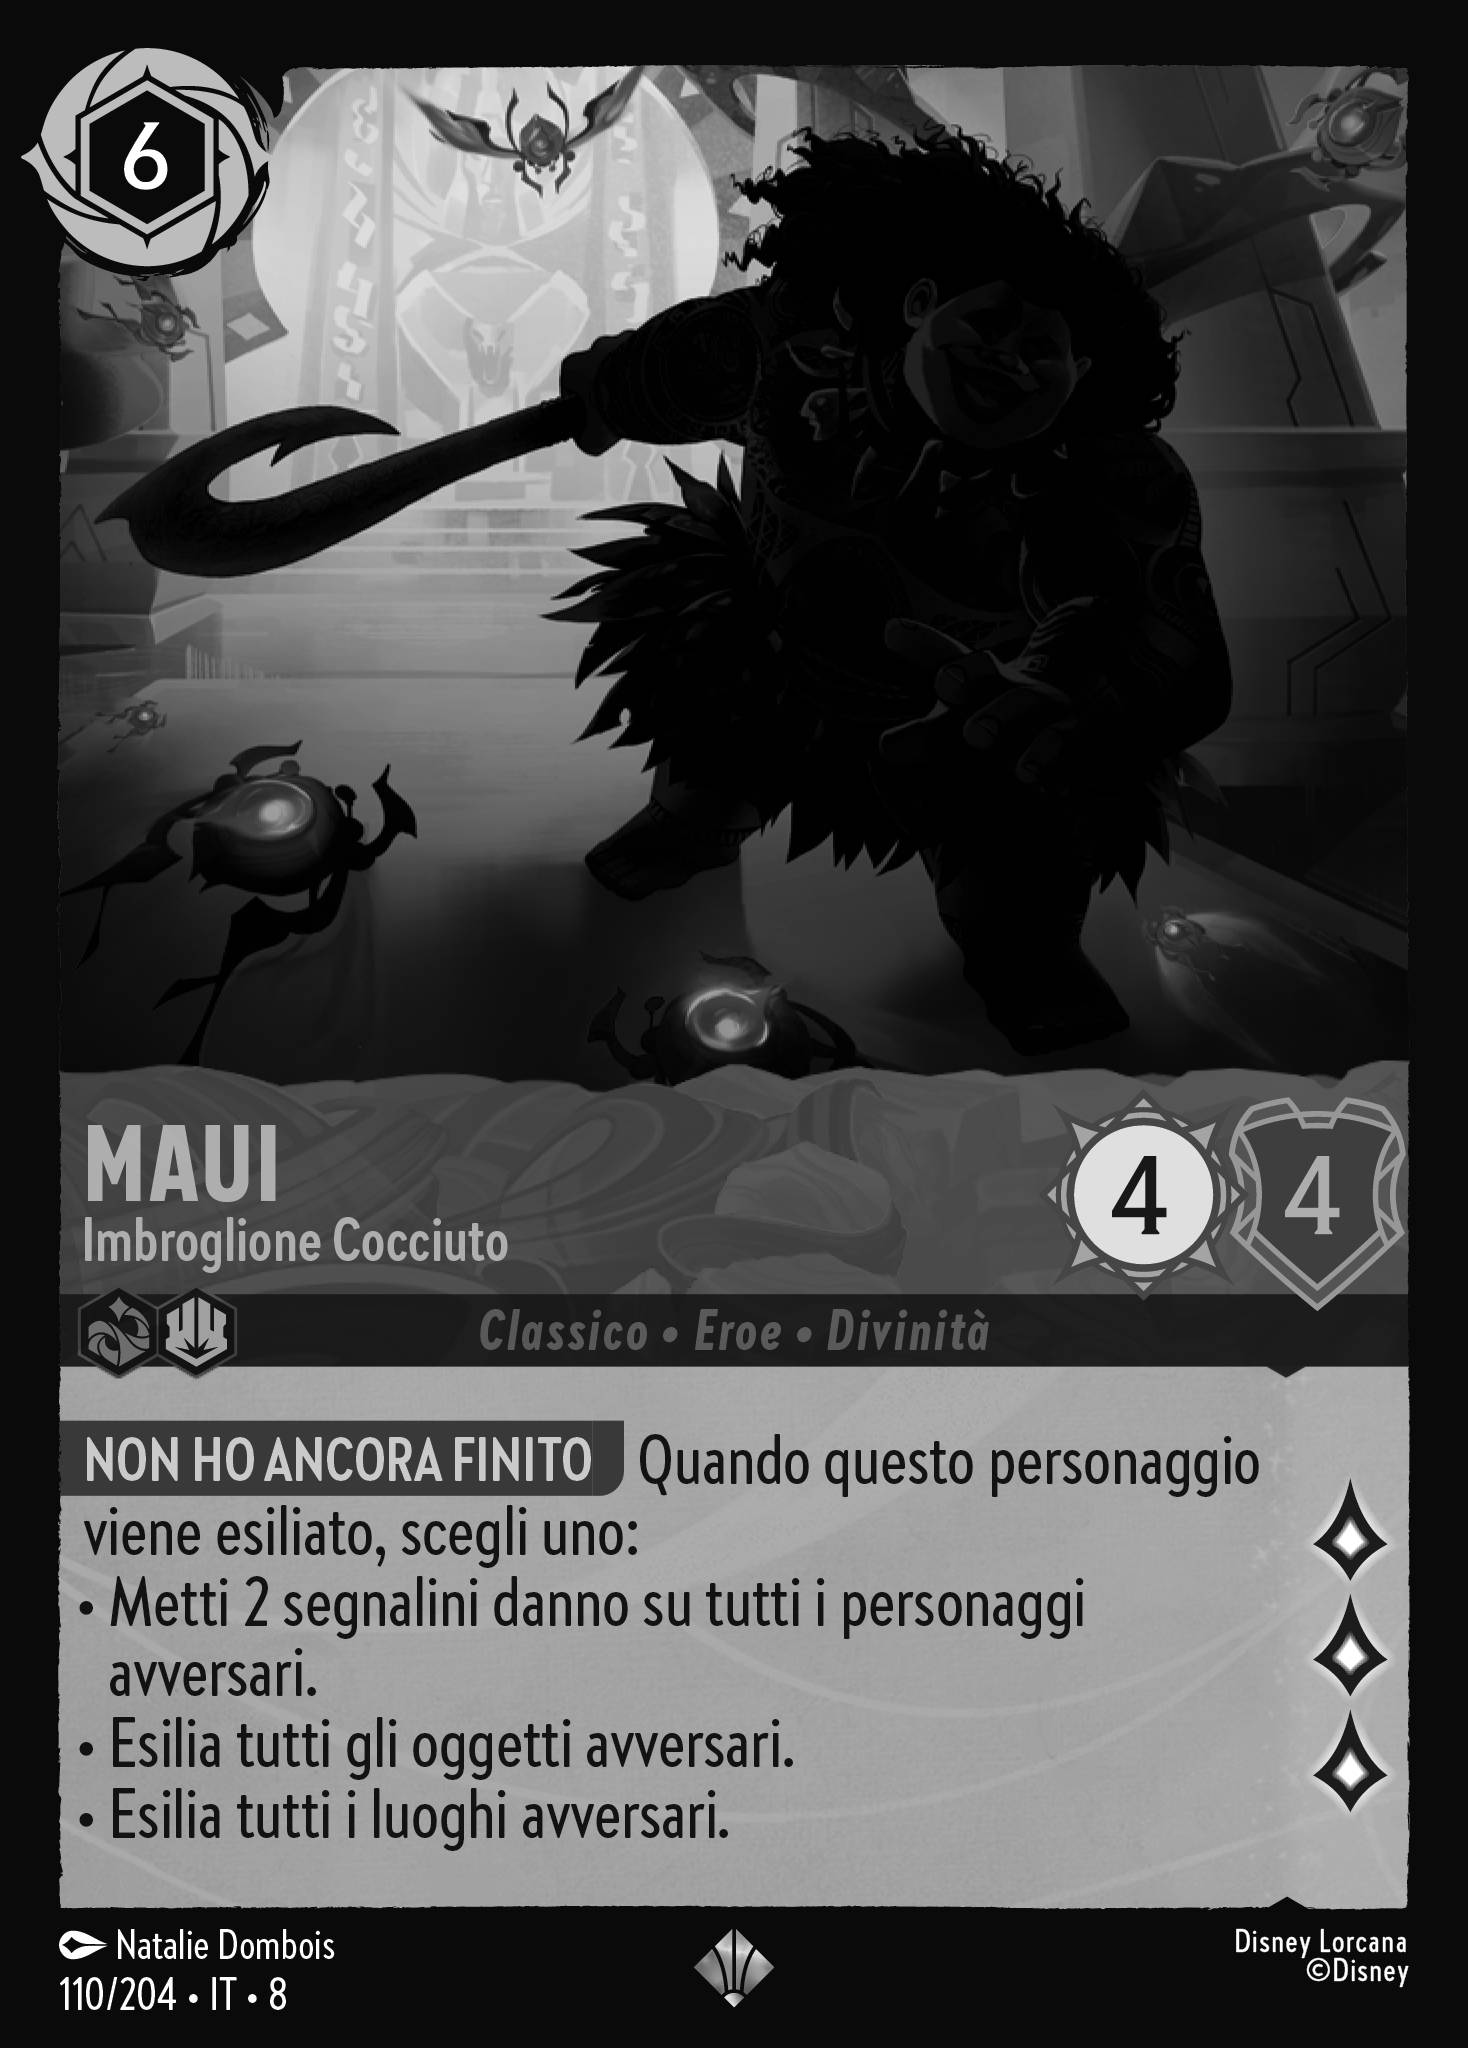 6
MAUI
Imbroglione Cocciuto
4 4
Classico • Eroe • Divinità
NON HO ANCORA FINITO Quando questo personaggio
viene esiliato, scegli uno:
• Metti 2 segnalini danno su tutti i personaggi
avversari.
• Esilia tutti gli oggetti avversari.
• Esilia tutti i luoghi avversari.
Natalie Dombois
110/204 • IT • 8
Disney Lorcana
©Disney